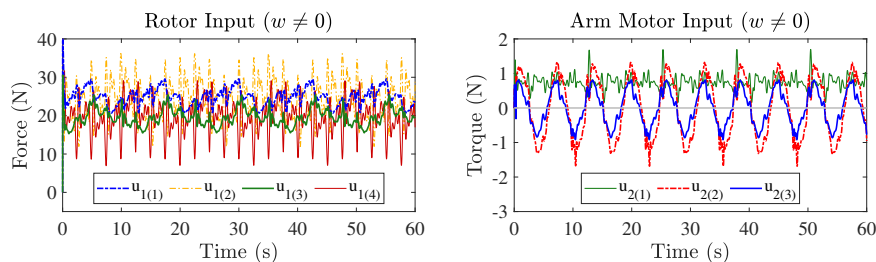 Rotor Input (w ≠ 0)
Force (N)
40
30
20
10
0
u1(1) u1(2) u1(3) u1(4)
0 10 20 30 40 50 60
Time (s)
Arm Motor Input (w ≠ 0)
Torque (N)
2
1
0
-1
-2
-3
u2(1) u2(2) u2(3)
0 10 20 30 40 50 60
Time (s)